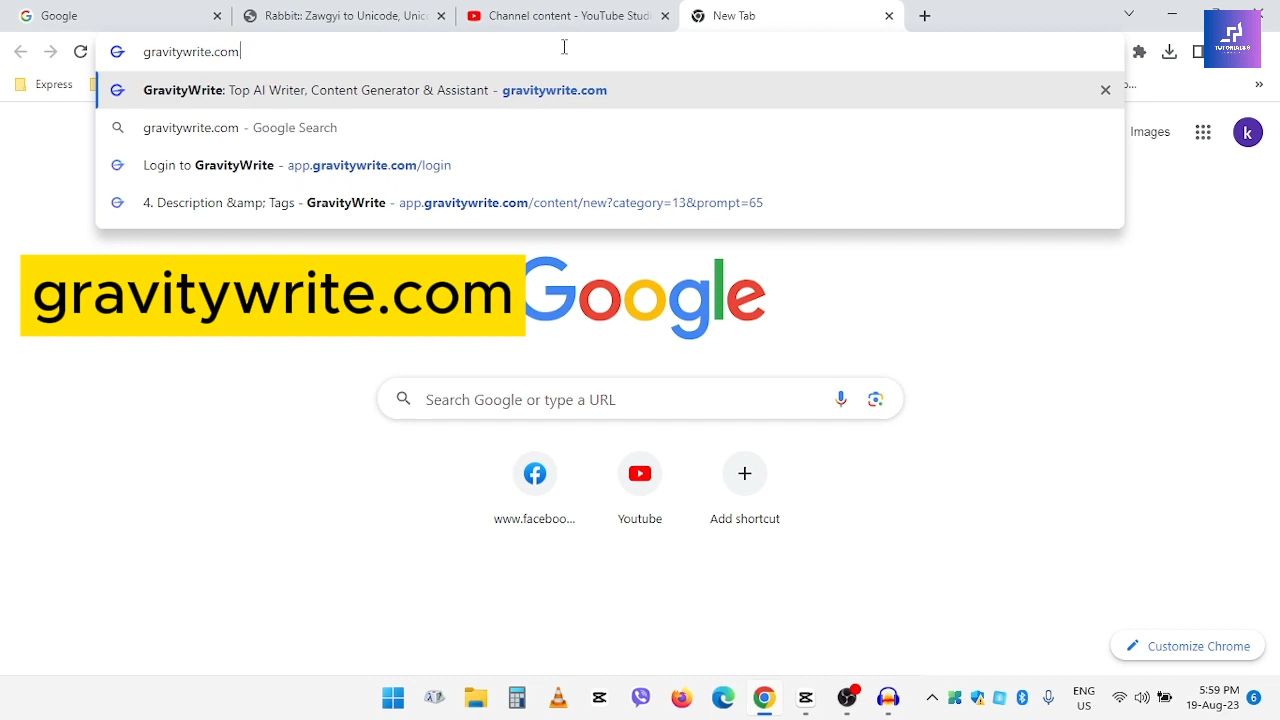 Google
Rabbit: Zawgyi to Unicode, Unic
Channel content - YouTube Studi
New Tab
gravitywrite.com
TUTORIALS
Express
GravityWrite: Top AI Writer, Content Generator & Assistant - gravitywrite.com
gravitywrite.com - Google Search
Images
k
Login to GravityWrite - app.gravitywrite.com/login
4. Description &amp; Tags - GravityWrite - app.gravitywrite.com/content/new?category=13&prompt=65
gravitywrite.com
Google
Search Google or type a URL
www.faceboo...
Youtube
Add shortcut
Customize Chrome
ENG
US
5:59 PM
19-Aug-23
6